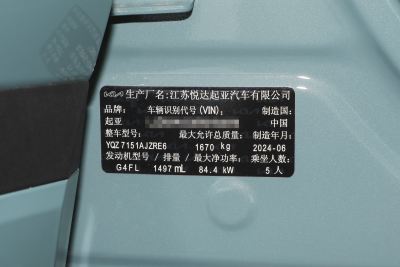 KIA 生产厂名:江苏悦达起亚汽车有限公司
品牌: 车辆识别代号(VIN): 制造国:
起亚 中国
整车型号: 最大允许总质量: 制造年月:
YQZ7151AJZRE6 1670 kg 2024-06
发动机型号 / 排量 / 最大净功率: 乘坐人数:
G4FL 1497 mL 84.4 kW 5 人